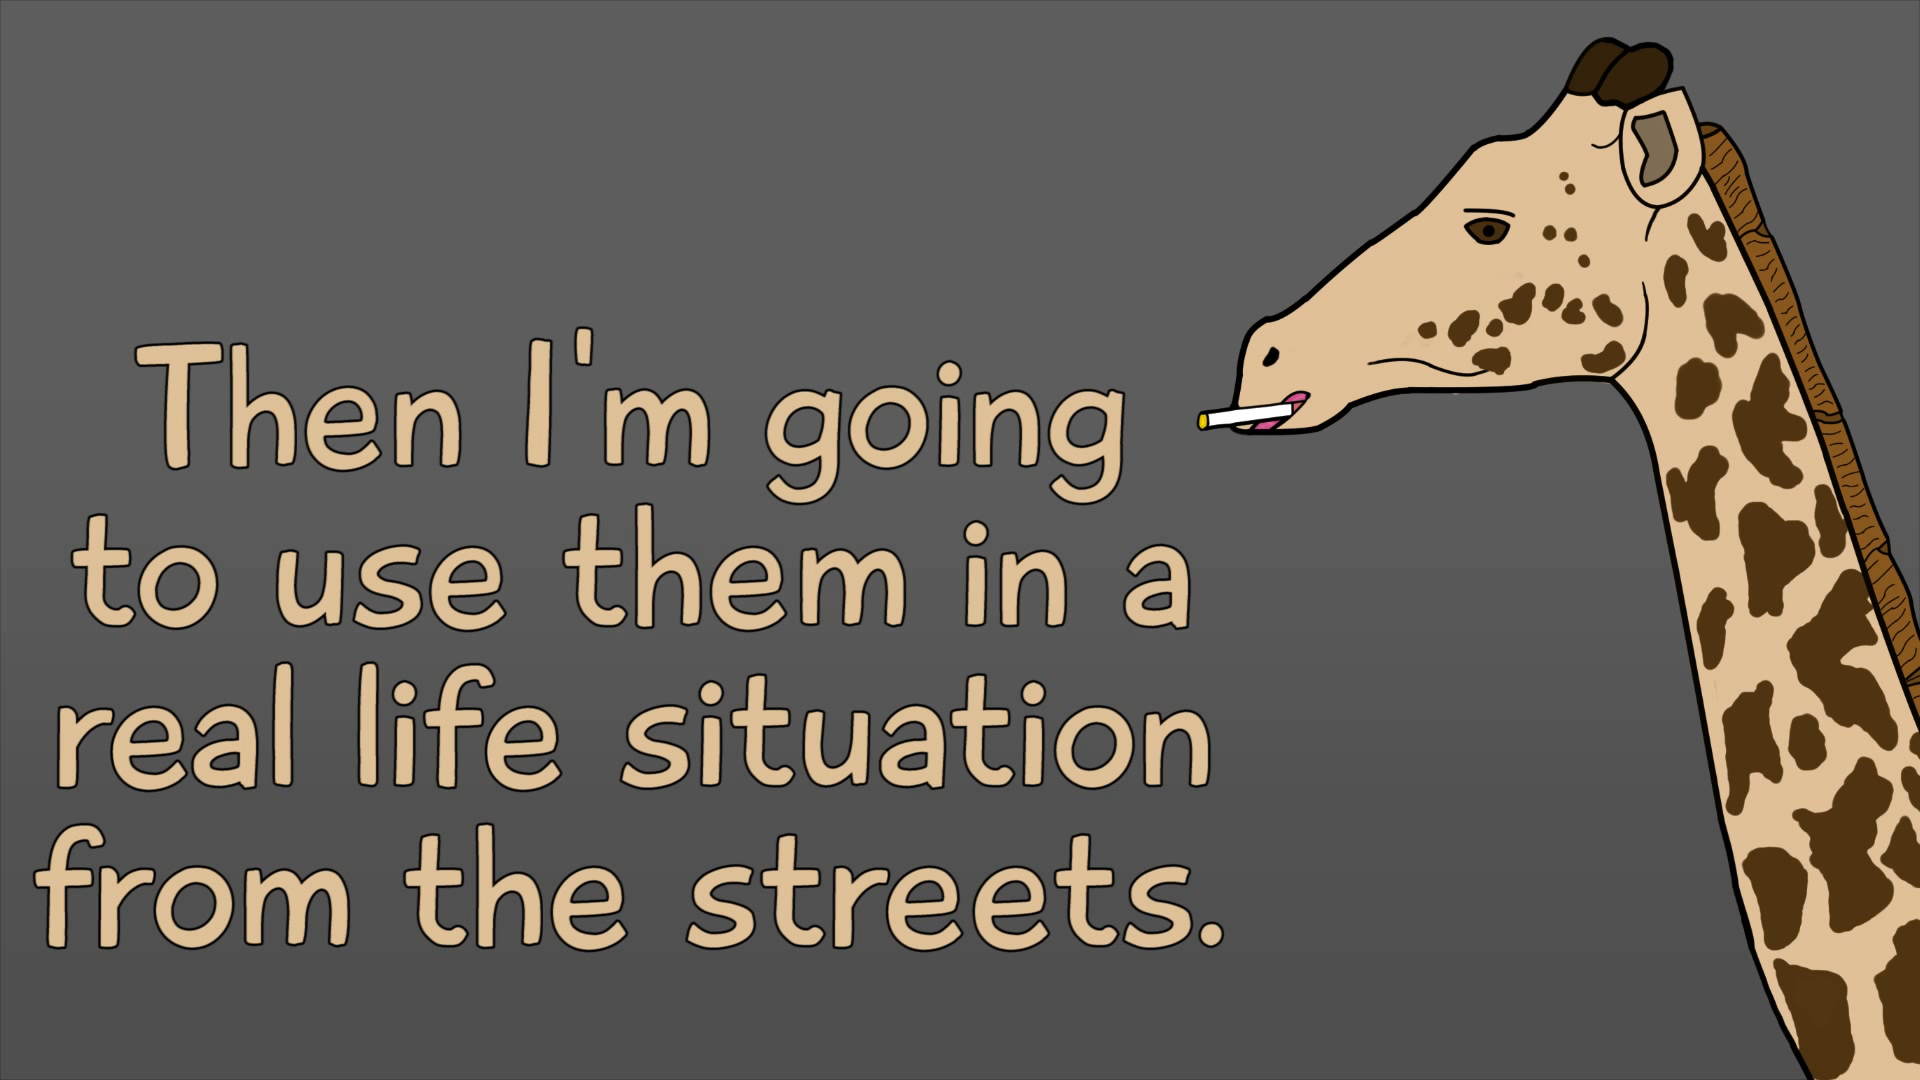 Then I'm going
to use them in a
real life situation
from the streets.